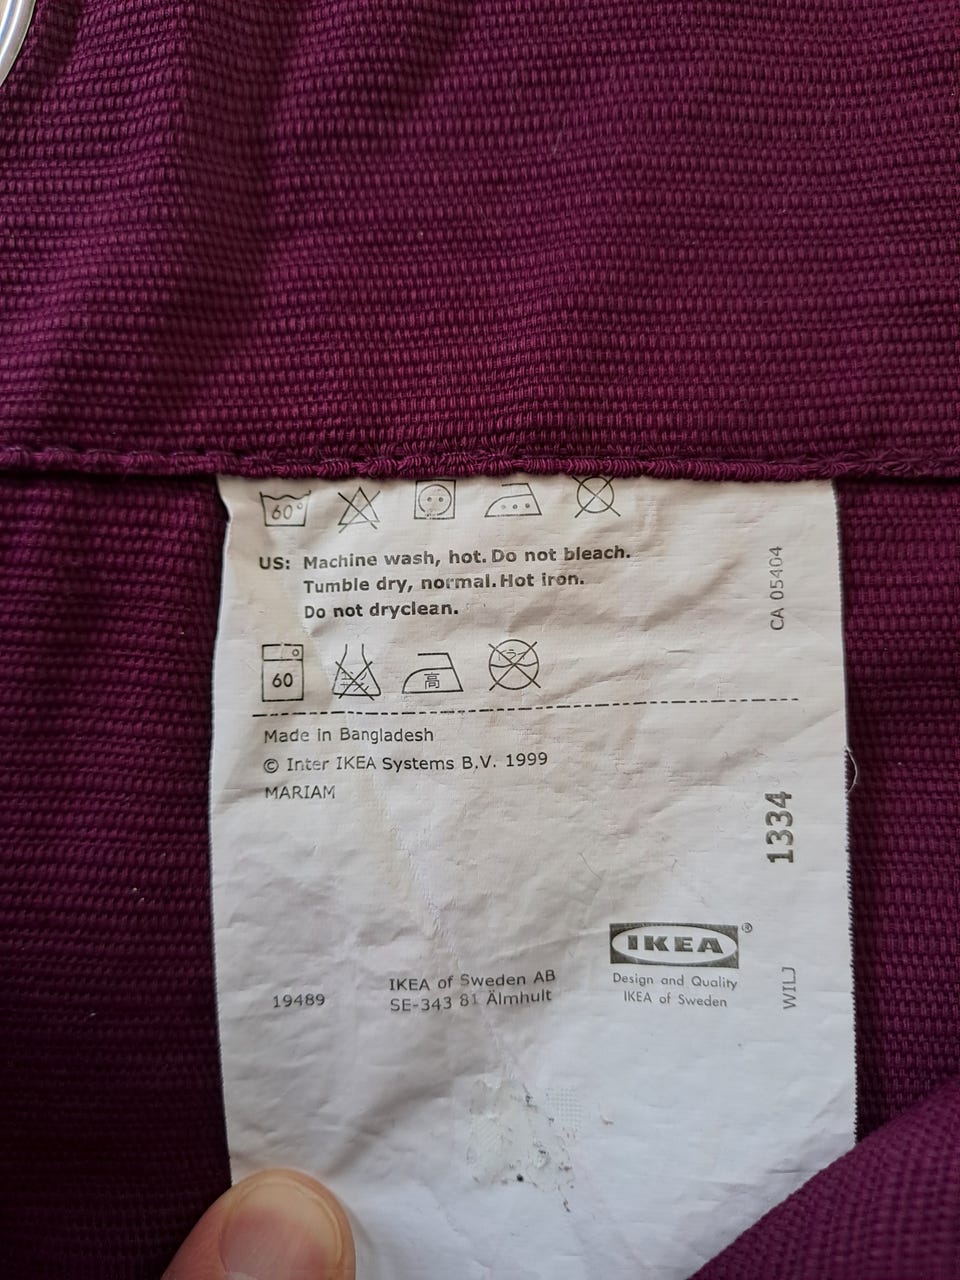 60°
US: Machine wash, hot. Do not bleach.
Tumble dry, normal. Hot iron.
Do not dryclean.
CA 05404
60
高
Made in Bangladesh
© Inter IKEA Systems B.V. 1999
MARIAM
1334
IKEA®
Design and Quality
IKEA of Sweden
19489
IKEA of Sweden AB
SE-343 81 Älmhult
WILJ